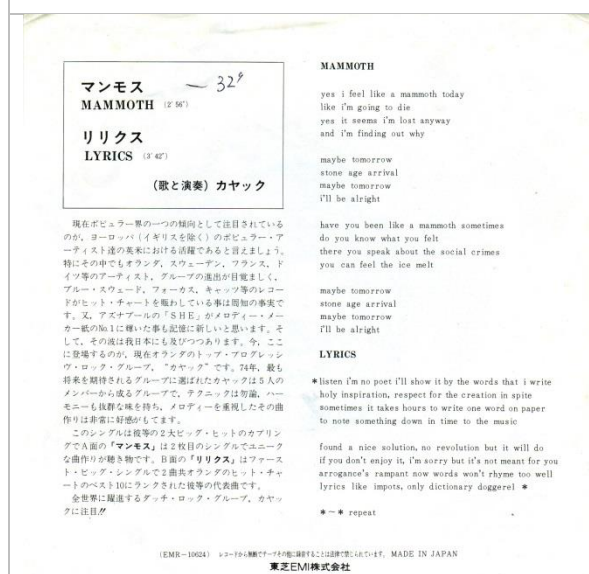 マンモス — 32⁴
MAMMOTH (2′56″)
リリクス
LYRICS (3′42″)
(歌と演奏) カヤック
現在ポピュラー界の一つの傾向として注目されている
のが、ヨーロッパ(イギリスを除く)のポピュラー・ア
ーティスト達の英米における活躍であると言えましょう。
特にその中でもオランダ、スウェーデン、フランス、ド
イツ等のアーティスト、グループの進出が目覚ましく、
ブルー・スウェード、フォーカス、キャッツ等のレコー
ドがヒット・チャートを賑わしている事は周知の事実で
す。又、アズナブールの「SHE」がメロディー・メー
カー紙のNo.1に輝いた事も記憶に新しいと思います。そ
して、その波は我日本にも及びつつあります。今、ここ
に登場するのが、現在オランダのトップ・プログレッシ
ヴ・ロック・グループ、“カヤック”です。74年、最も
将来を期待されるグループに選ばれたカヤックは5人の
メンバーから成るグループで、テクニックは勿論、ハー
モニーも抜群な味を持ち、メロディーを重視したその曲
作りは非常に好感がもてます。
このシングルは彼等の2大ビッグ・ヒットのカプリン
グでA面の「マンモス」は2枚目のシングルでユニーク
な曲作りが聴き物です。B面の「リリクス」はファース
ト・ビッグ・シングルで2曲共オランダのヒット・チャ
ートのベスト10にランクされた彼等の代表曲です。
全世界に躍進するダッチ・ロック・グループ、カヤッ
クに注目!!
MAMMOTH
yes i feel like a mammoth today
like i'm going to die
yes it seems i'm lost anyway
and i'm finding out why
maybe tomorrow
stone age arrival
maybe tomorrow
i'll be alright
have you been like a mammoth sometimes
do you know what you felt
there you speak about the social crimes
you can feel the ice melt
maybe tomorrow
stone age arrival
maybe tomorrow
i'll be alright
LYRICS
*listen i'm no poet i'll show it by the words that i write
holy inspiration, respect for the creation in spite
sometimes it takes hours to write one word on paper
to note something down in time to the music
found a nice solution, no revolution but it will do
if you don't enjoy it, i'm sorry but it's not meant for you
arrogance's rampant now words won't rhyme too well
lyrics like impots, only dictionary doggerel *
*～* repeat
(EMR-10624) レコードから無断でテープその他に録音することは法律で禁じられています。 MADE IN JAPAN
東芝EMI株式会社